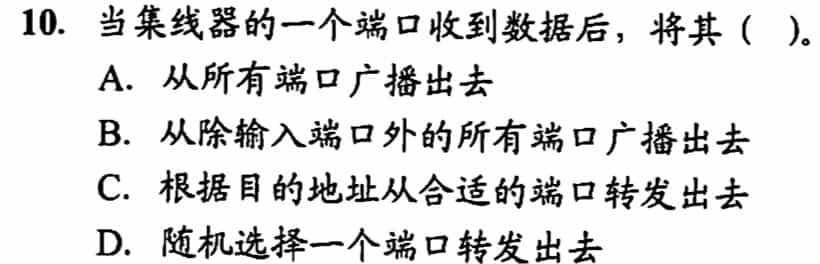 10. 当集线器的一个端口收到数据后，将其（ ）。
A. 从所有端口广播出去
B. 从除输入端口外的所有端口广播出去
C. 根据目的地址从合适的端口转发出去
D. 随机选择一个端口转发出去